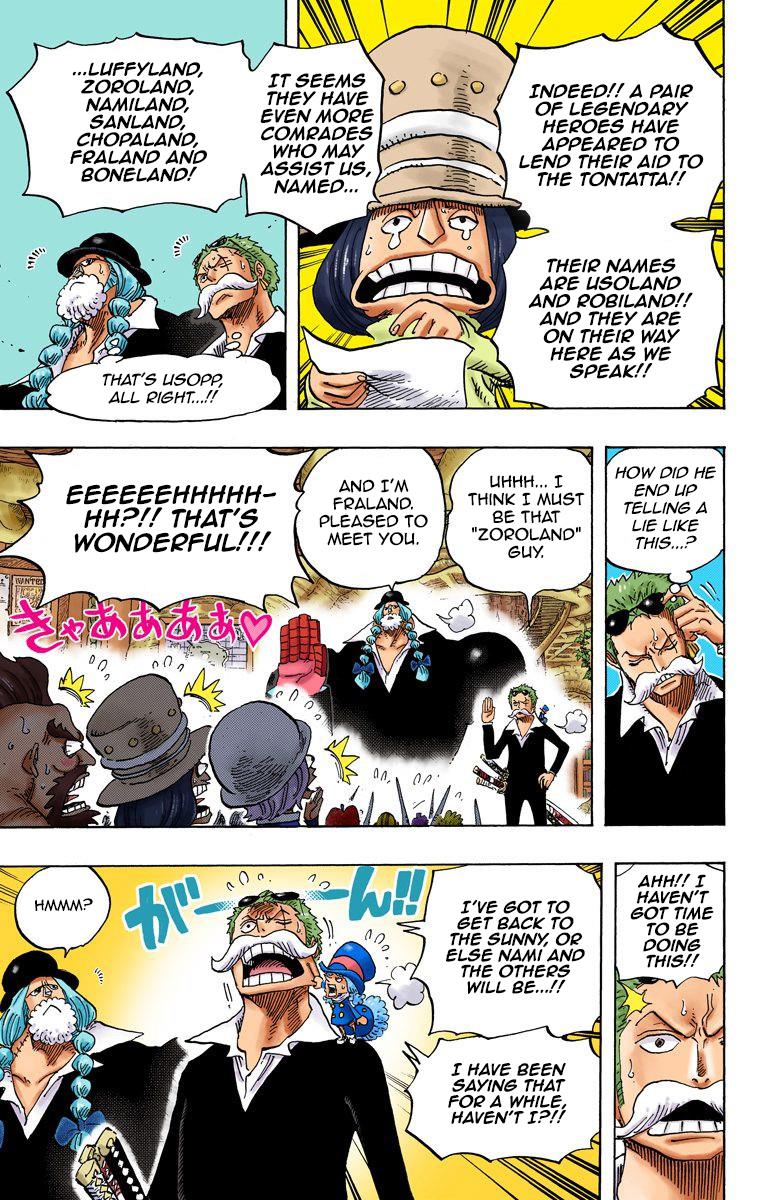 INDEED!! A PAIR
OF LEGENDARY
HEROES HAVE
APPEARED TO
LEND THEIR AID TO
THE TONTATTA!!
THEIR NAMES
ARE USOLAND
AND ROBILAND!!
AND THEY ARE
ON THEIR WAY
HERE AS WE
SPEAK!!
IT SEEMS
THEY HAVE
EVEN MORE
COMRADES
WHO MAY
ASSIST US,
NAMED...
...LUFFYLAND,
ZOROLAND,
NAMILAND,
SANLAND,
CHOPALAND,
FRALAND AND
BONELAND!
THAT'S USOPP,
ALL RIGHT...!!
HOW DID HE
END UP
TELLING A
LIE LIKE
THIS...?
UHHH... I
THINK I MUST
BE THAT
"ZOROLAND"
GUY.
AND I'M
FRALAND.
PLEASED TO
MEET YOU.
EEEEEEHHHHH-
HH?!! THAT'S
WONDERFUL!!!
WANTED
きゃああああ♡
AHH!! I
HAVEN'T
GOT TIME
TO BE
DOING
THIS!!
I'VE GOT TO
GET BACK TO
THE SUNNY, OR
ELSE NAMI AND
THE OTHERS
WILL BE...!!
I HAVE BEEN
SAYING THAT
FOR A WHILE,
HAVEN'T I?!!
がーーん!!
HMMM?